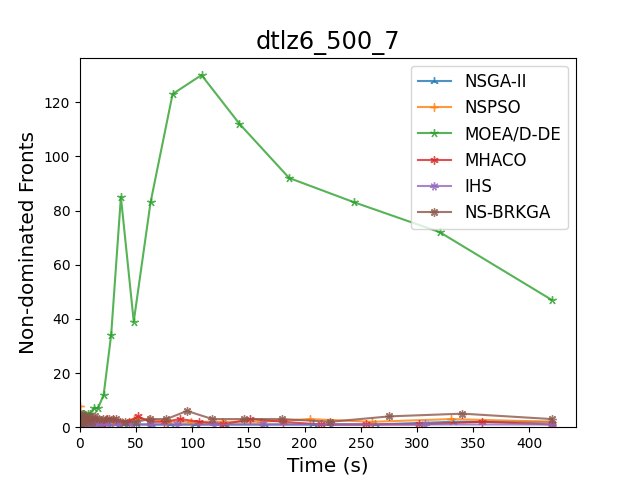 dtlz6_500_7
120
100
80
60
40
20
0
Non-dominated Fronts
NSGA-II
NSPSO
MOEA/D-DE
MHACO
IHS
NS-BRKGA
0 50 100 150 200 250 300 350 400
Time (s)